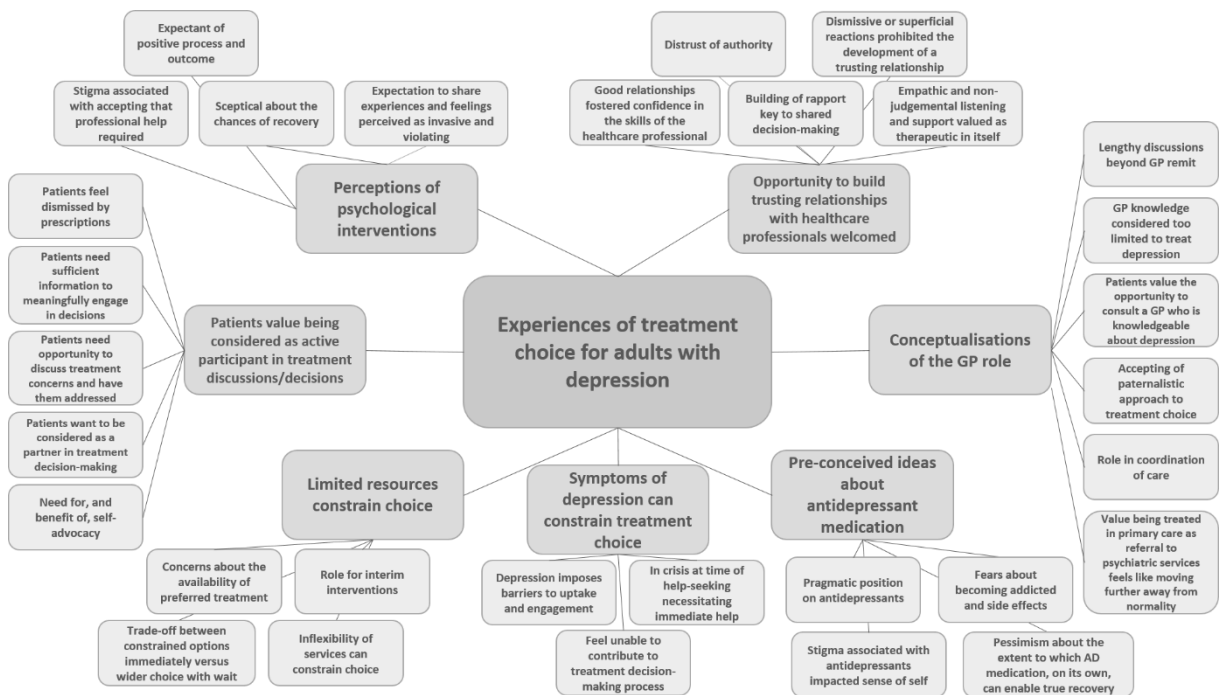 Expectant of
positive process and
outcome
Stigma associated
with accepting that
professional help
required
Sceptical about the
chances of recovery
Expectation to share
experiences and feelings
perceived as invasive and
violating
Perceptions of
psychological
interventions
Distrust of authority
Dismissive or superficial
reactions prohibited the
development of a
trusting relationship
Good relationships
fostered confidence in
the skills of the
healthcare professional
Building of rapport
key to shared
decision-making
Empathic and non-
judgemental listening
and support valued as
therapeutic in itself
Opportunity to build
trusting relationships
with healthcare
professionals welcomed
Patients feel
dismissed by
prescriptions
Patients need
sufficient
information to
meaningfully engage
in decisions
Patients need
opportunity to
discuss treatment
concerns and have
them addressed
Patients want to be
considered as a
partner in treatment
decision-making
Need for, and
benefit of, self-
advocacy
Patients value being
considered as active
participant in treatment
discussions/decisions
Experiences of treatment
choice for adults with
depression
Conceptualisations
of the GP role
Lengthy discussions
beyond GP remit
GP knowledge
considered too
limited to treat
depression
Patients value the
opportunity to
consult a GP who is
knowledgeable
about depression
Accepting of
paternalistic
approach to
treatment choice
Role in coordination
of care
Value being treated
in primary care as
referral to
psychiatric services
feels like moving
further away from
normality
Limited resources
constrain choice
Concerns about the
availability of
preferred treatment
Role for interim
interventions
Trade-off between
constrained options
immediately versus
wider choice with wait
Inflexibility of
services can
constrain choice
Symptoms of
depression can
constrain treatment
choice
Depression imposes
barriers to uptake
and engagement
In crisis at time of
help-seeking
necessitating
immediate help
Feel unable to
contribute to
treatment decision-
making process
Pre-conceived ideas
about
antidepressant
medication
Pragmatic position
on antidepressants
Fears about
becoming addicted
and side effects
Stigma associated
with
antidepressants
impacted sense of self
Pessimism about the
extent to which AD
medication, on its own,
can enable true recovery